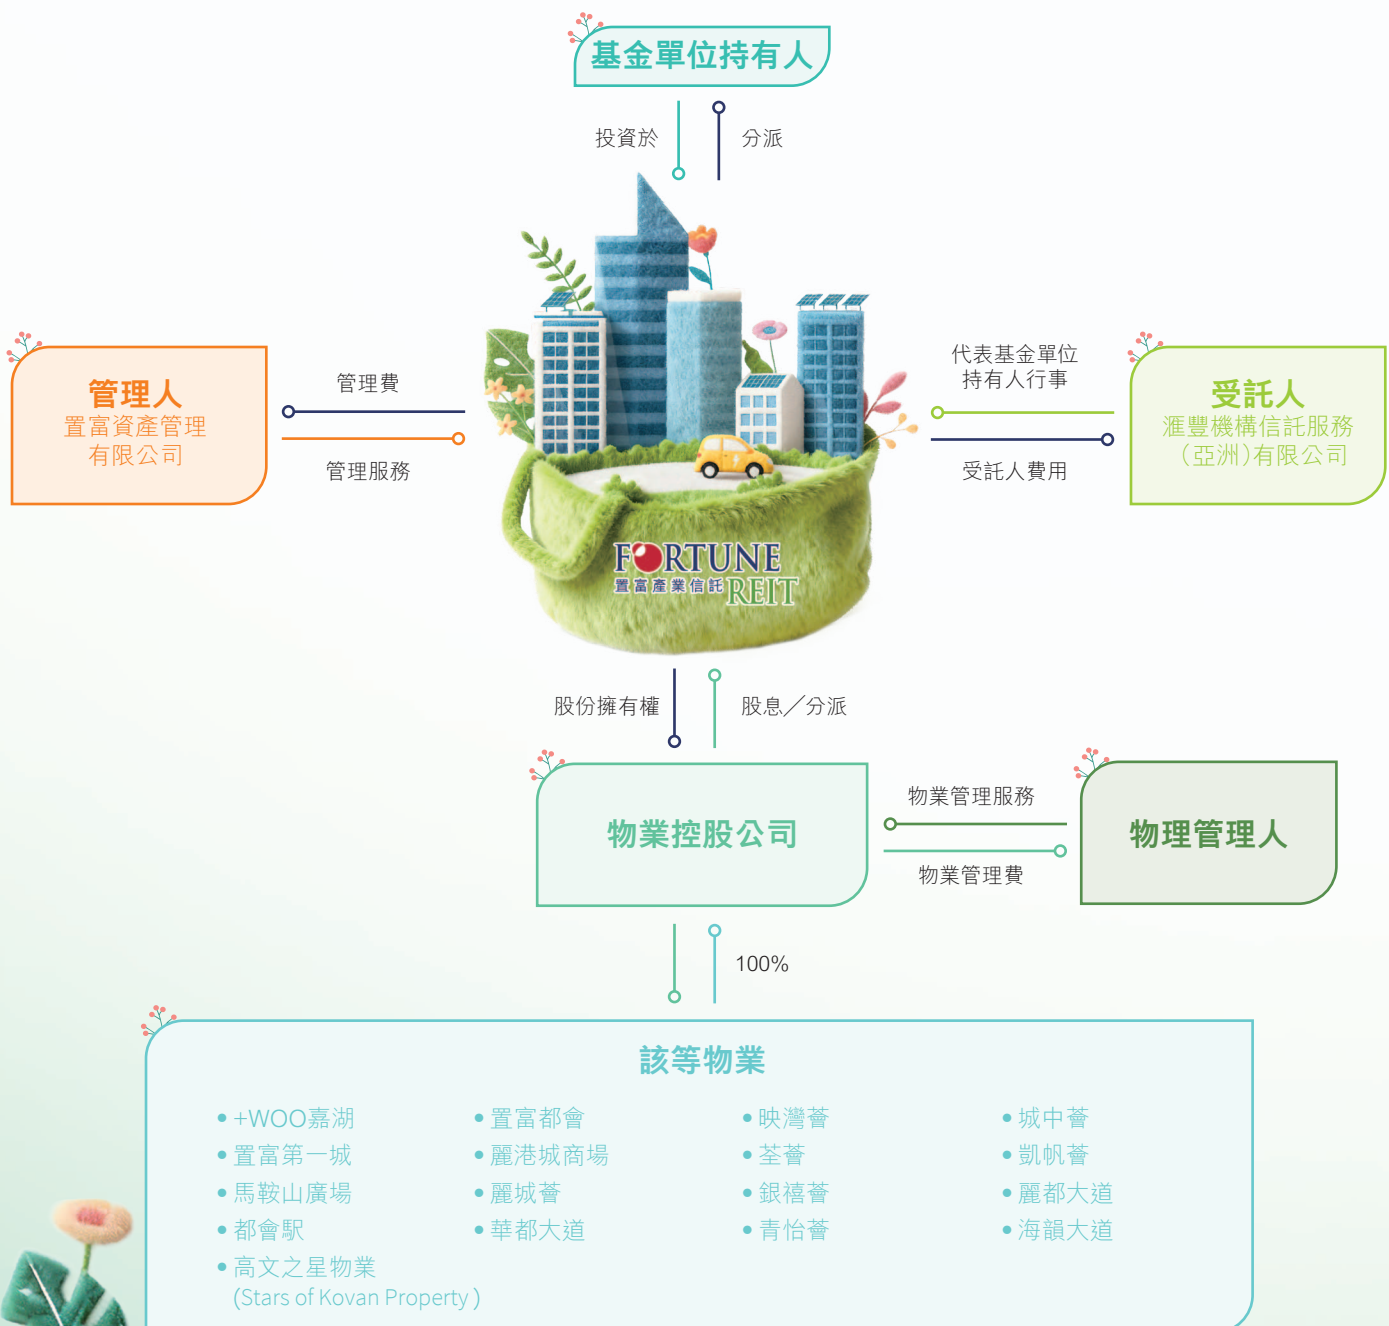 基金單位持有人
投資於
分派
管理人
置富資產管理
有限公司
管理費
管理服務
代表基金單位
持有人行事
受託人費用
受託人
滙豐機構信託服務
（亞洲）有限公司
FORTUNE
置富產業信託
REIT
股份擁有權
股息／分派
物業控股公司
物業管理服務
物業管理費
物理管理人
100%
該等物業
• +WOO嘉湖
• 置富第一城
• 馬鞍山廣場
• 都會駅
• 高文之星物業
(Stars of Kovan Property )
• 置富都會
• 麗港城商場
• 麗城薈
• 華都大道
• 映灣薈
• 荃薈
• 銀禧薈
• 青怡薈
• 城中薈
• 凱帆薈
• 麗都大道
• 海韻大道